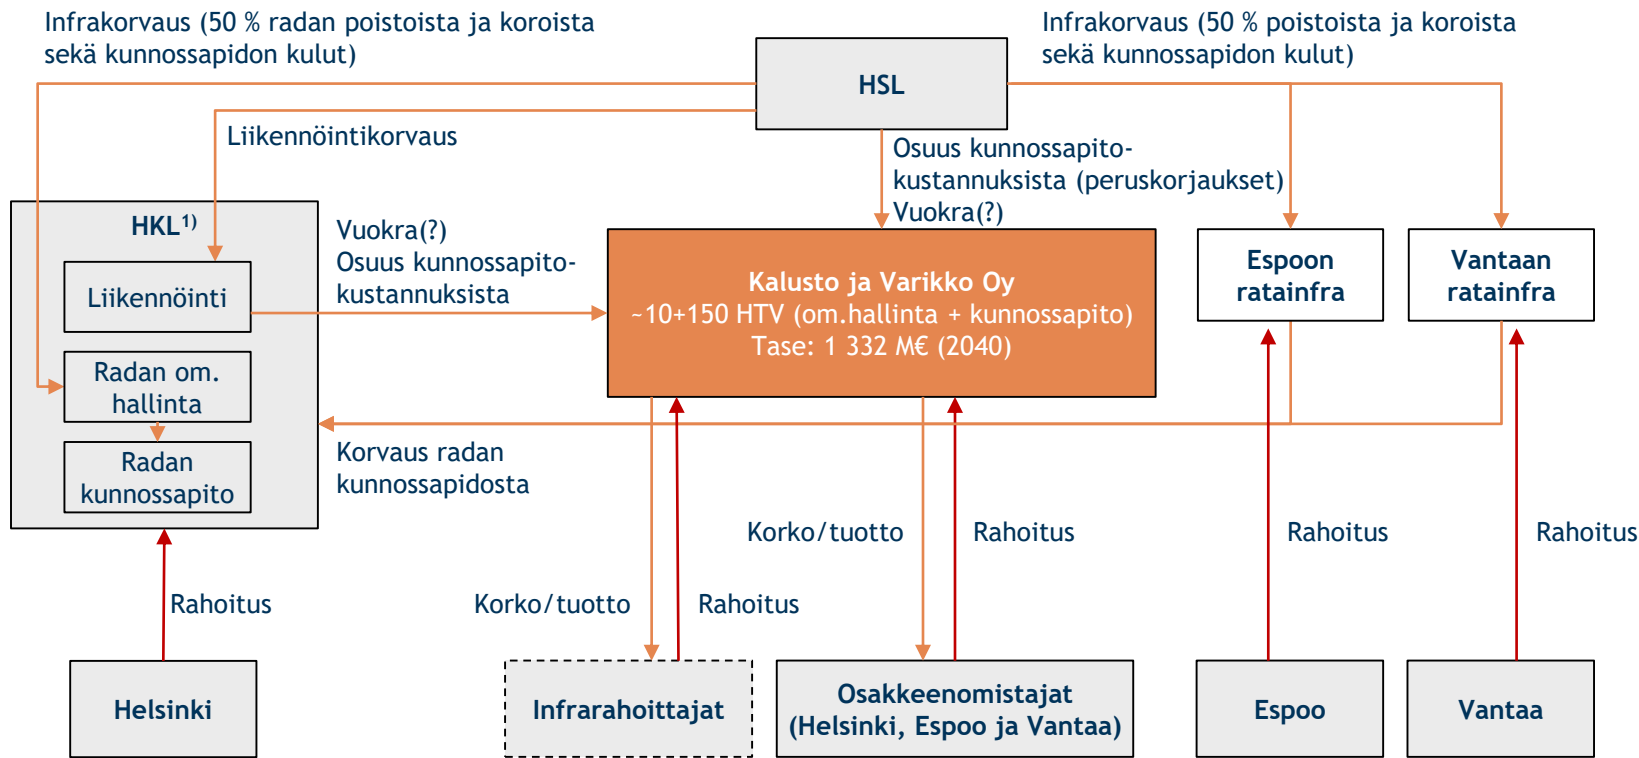 Infrakorvaus (50 % radan poistoista ja koroista
sekä kunnossapidon kulut)
HSL
Infrakorvaus (50 % poistoista ja koroista
sekä kunnossapidon kulut)
Liikennöintikorvaus
Osuus kunnossapito-
kustannuksista (peruskorjaukset)
Vuokra(?)
HKL¹⁾
Liikennöinti
Radan om.
hallinta
Radan
kunnossapito
Vuokra(?)
Osuus kunnossapito-
kustannuksista
Kalusto ja Varikko Oy
~10+150 HTV (om.hallinta + kunnossapito)
Tase: 1 332 M€ (2040)
Espoon
ratainfra
Vantaan
ratainfra
Korvaus radan
kunnossapidosta
Korko/tuotto
Rahoitus
Rahoitus
Rahoitus
Rahoitus
Korko/tuotto
Rahoitus
Helsinki
Infrarahoittajat
Osakkeenomistajat
(Helsinki, Espoo ja Vantaa)
Espoo
Vantaa